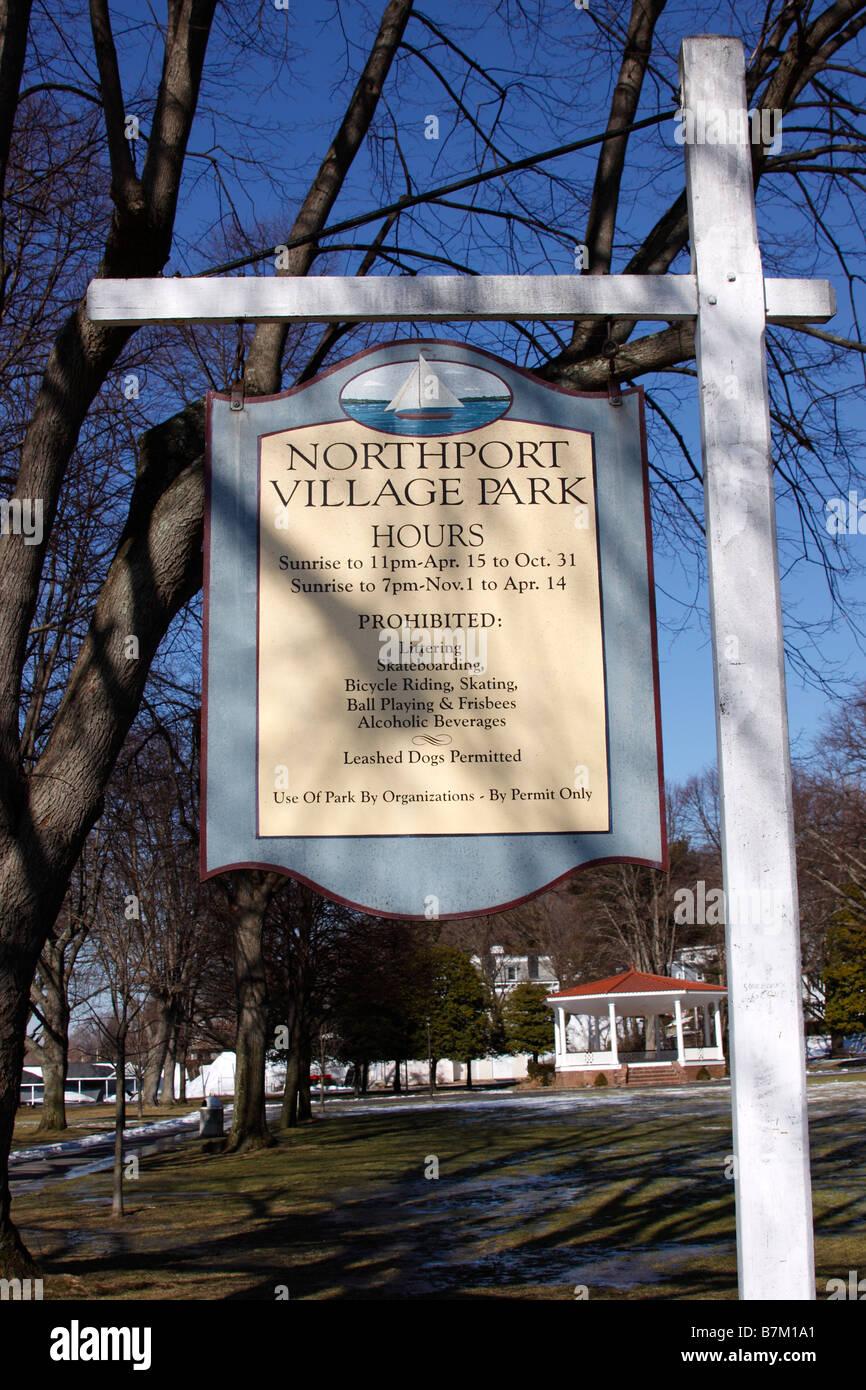 NORTHPORT
VILLAGE PARK
HOURS
Sunrise to 11pm-Apr. 15 to Oct. 31
Sunrise to 7pm-Nov.1 to Apr. 14
PROHIBITED:
Littering
Skateboarding,
Bicycle Riding, Skating,
Ball Playing & Frisbees
Alcoholic Beverages
Leashed Dogs Permitted
Use Of Park By Organizations - By Permit Only
alamy
Image ID: B7M1A1
www.alamy.com